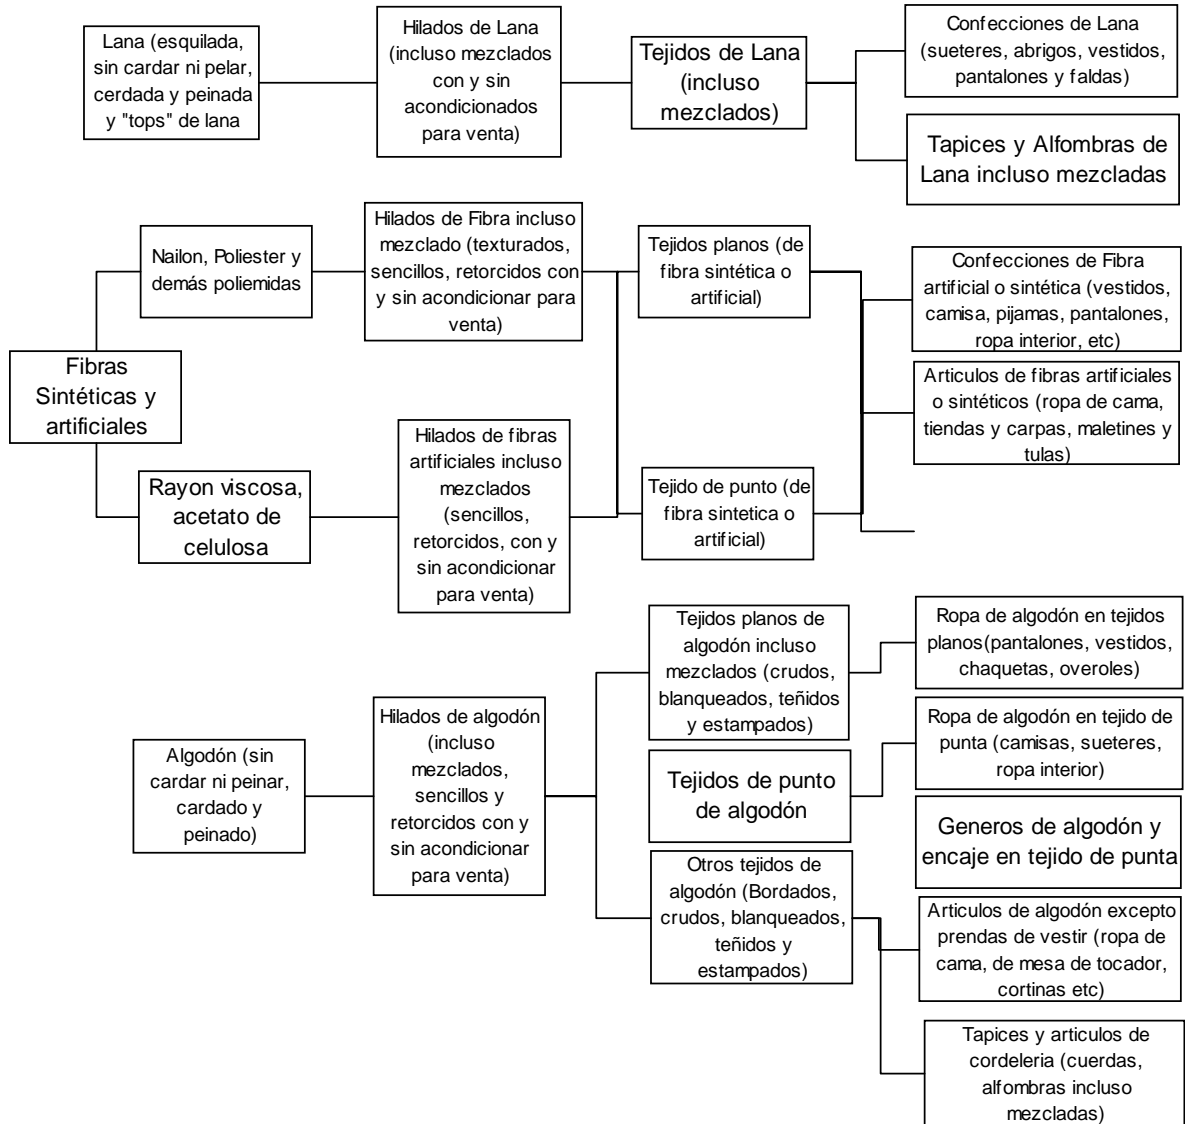 Lana (esquilada,
sin cardar ni pelar,
cerdada y peinada
y "tops" de lana
Hilados de Lana
(incluso mezclados
con y sin
acondicionados
para venta)
Tejidos de Lana
(incluso
mezclados)
Confecciones de Lana
(sueteres, abrigos, vestidos,
pantalones y faldas)
Tapices y Alfombras de
Lana incluso mezcladas
Fibras
Sintéticas y
artificiales
Nailon, Poliester y
demás poliemidas
Hilados de Fibra incluso
mezclado (texturados,
sencillos, retorcidos con
y sin acondicionar para
venta)
Tejidos planos (de
fibra sintética o
artificial)
Confecciones de Fibra
artificial o sintética (vestidos,
camisa, pijamas, pantalones,
ropa interior, etc)
Articulos de fibras artificiales
o sintéticos (ropa de cama,
tiendas y carpas, maletines y
tulas)
Rayon viscosa,
acetato de
celulosa
Hilados de fibras
artificiales incluso
mezclados
(sencillos,
retorcidos, con y
sin acondicionar
para venta)
Tejido de punto (de
fibra sintetica o
artificial)
Algodón (sin
cardar ni peinar,
cardado y
peinado)
Hilados de algodón
(incluso
mezclados,
sencillos y
retorcidos con y
sin acondicionar
para venta)
Tejidos planos de
algodón incluso
mezclados (crudos,
blanqueados, teñidos
y estampados)
Ropa de algodón en tejidos
planos(pantalones, vestidos,
chaquetas, overoles)
Tejidos de punto
de algodón
Ropa de algodón en tejido de
punta (camisas, sueteres,
ropa interior)
Generos de algodón y
encaje en tejido de punta
Otros tejidos de
algodón (Bordados,
crudos, blanqueados,
teñidos y
estampados)
Articulos de algodón excepto
prendas de vestir (ropa de
cama, de mesa de tocador,
cortinas etc)
Tapices y articulos de
cordeleria (cuerdas,
alfombras incluso
mezcladas)